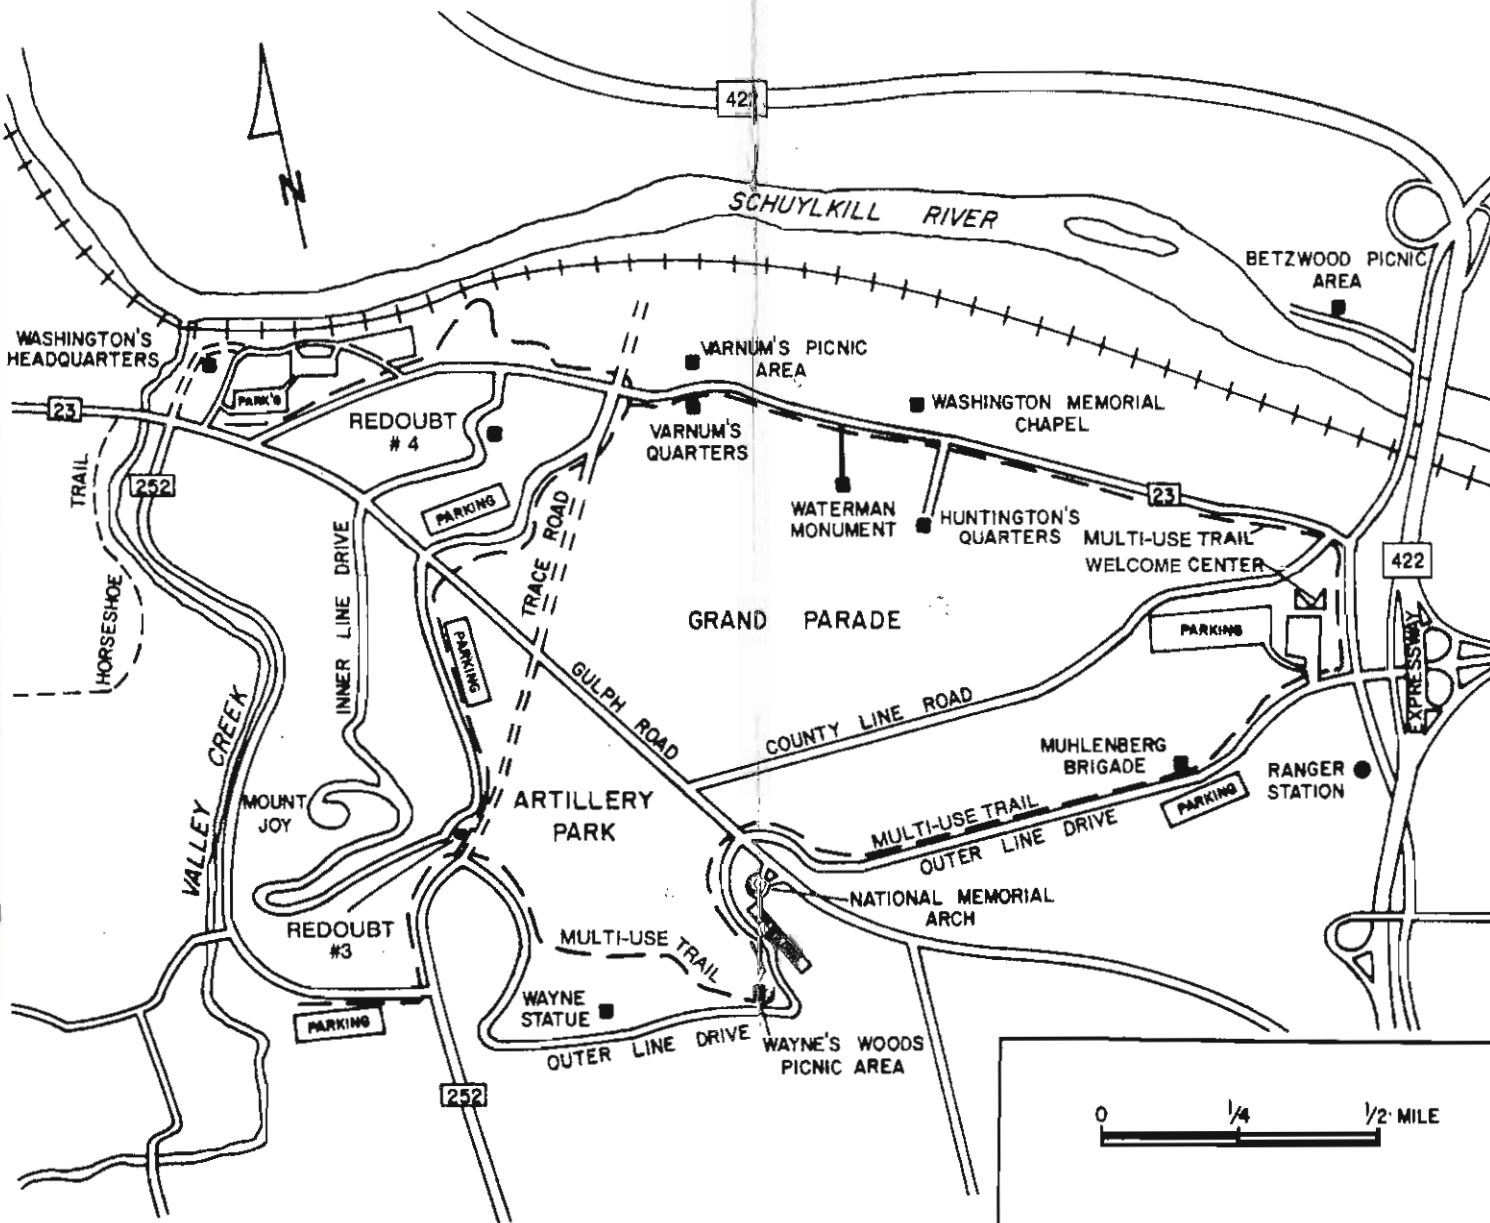 42
N
SCHUYLKILL RIVER
BETZWOOD PICNIC
AREA
WASHINGTON'S
HEADQUARTERS
VARNUM'S PICNIC
AREA
PARK'G
23
REDOUBT
# 4
VARNUM'S
QUARTERS
WASHINGTON MEMORIAL
CHAPEL
TRAIL
252
PARKING
TRACE ROAD
WATERMAN
MONUMENT
HUNTINGTON'S
QUARTERS
23
MULTI-USE TRAIL
WELCOME CENTER
422
HORSESHOE
INNER LINE DRIVE
PARKING
GRAND PARADE
PARKING
EXPRESSWAY
GULPH ROAD
COUNTY LINE ROAD
VALLEY CREEK
MUHLENBERG
BRIGADE
RANGER
STATION
MOUNT
JOY
ARTILLERY
PARK
PARKING
MULTI-USE TRAIL
OUTER LINE DRIVE
NATIONAL MEMORIAL
ARCH
REDOUBT
#3
MULTI-USE TRAIL
WAYNE
STATUE
PARKING
OUTER LINE DRIVE
WAYNE'S WOODS
PICNIC AREA
252
0 1/4 1/2 MILE